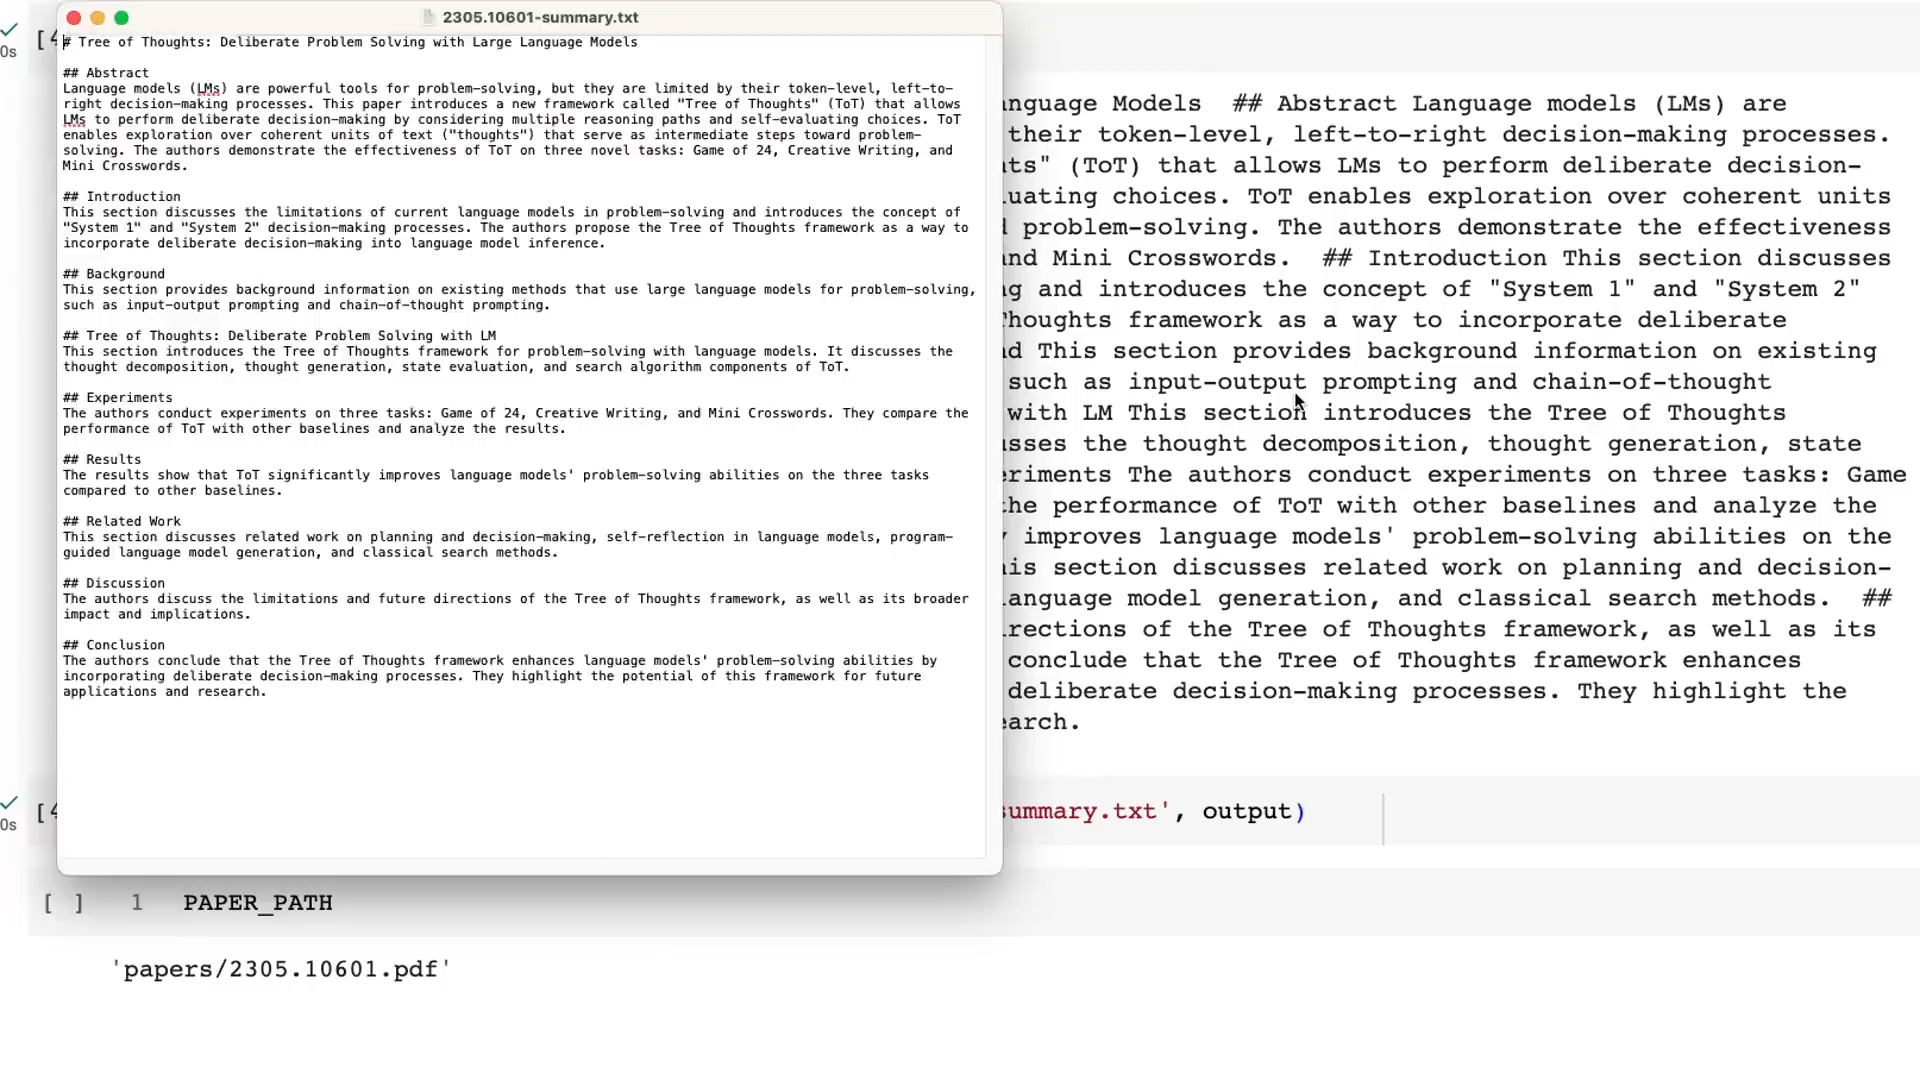 2305.10601-summary.txt
# Tree of Thoughts: Deliberate Problem Solving with Large Language Models
## Abstract
Language models (LMs) are powerful tools for problem-solving, but they are limited by their token-level, left-to-
right decision-making processes. This paper introduces a new framework called "Tree of Thoughts" (ToT) that allows
LMs to perform deliberate decision-making by considering multiple reasoning paths and self-evaluating choices. ToT
enables exploration over coherent units of text ("thoughts") that serve as intermediate steps toward problem-
solving. The authors demonstrate the effectiveness of ToT on three novel tasks: Game of 24, Creative Writing, and
Mini Crosswords.
## Introduction
This section discusses the limitations of current language models in problem-solving and introduces the concept of
"System 1" and "System 2" decision-making processes. The authors propose the Tree of Thoughts framework as a way to
incorporate deliberate decision-making into language model inference.
## Background
This section provides background information on existing methods that use large language models for problem-solving,
such as input-output prompting and chain-of-thought prompting.
## Tree of Thoughts: Deliberate Problem Solving with LM
This section introduces the Tree of Thoughts framework for problem-solving with language models. It discusses the
thought decomposition, thought generation, state evaluation, and search algorithm components of ToT.
## Experiments
The authors conduct experiments on three tasks: Game of 24, Creative Writing, and Mini Crosswords. They compare the
performance of ToT with other baselines and analyze the results.
## Results
The results show that ToT significantly improves language models' problem-solving abilities on the three tasks
compared to other baselines.
## Related Work
This section discusses related work on planning and decision-making, self-reflection in language models, program-
guided language model generation, and classical search methods.
## Discussion
The authors discuss the limitations and future directions of the Tree of Thoughts framework, as well as its broader
impact and implications.
## Conclusion
The authors conclude that the Tree of Thoughts framework enhances language models' problem-solving abilities by
incorporating deliberate decision-making processes. They highlight the potential of this framework for future
applications and research.
[4
0s
Models ## Abstract Language models (LMs) are
their token-level, left-to-right decision-making processes.
(ToT) that allows LMs to perform deliberate decision-
choices. ToT enables exploration over coherent units
problem-solving. The authors demonstrate the effectiveness
Mini Crosswords. ## Introduction This section discusses
and introduces the concept of "System 1" and "System 2"
framework as a way to incorporate deliberate
This section provides background information on existing
such as input-output prompting and chain-of-thought
with LM This section introduces the Tree of Thoughts
the thought decomposition, thought generation, state
The authors conduct experiments on three tasks: Game
performance of ToT with other baselines and analyze the
improves language models' problem-solving abilities on the
section discusses related work on planning and decision-
model generation, and classical search methods. ##
of the Tree of Thoughts framework, as well as its
conclude that the Tree of Thoughts framework enhances
deliberate decision-making processes. They highlight the
earch.
[4
0s
summary.txt', output)
[ ] 1 PAPER_PATH
'papers/2305.10601.pdf'